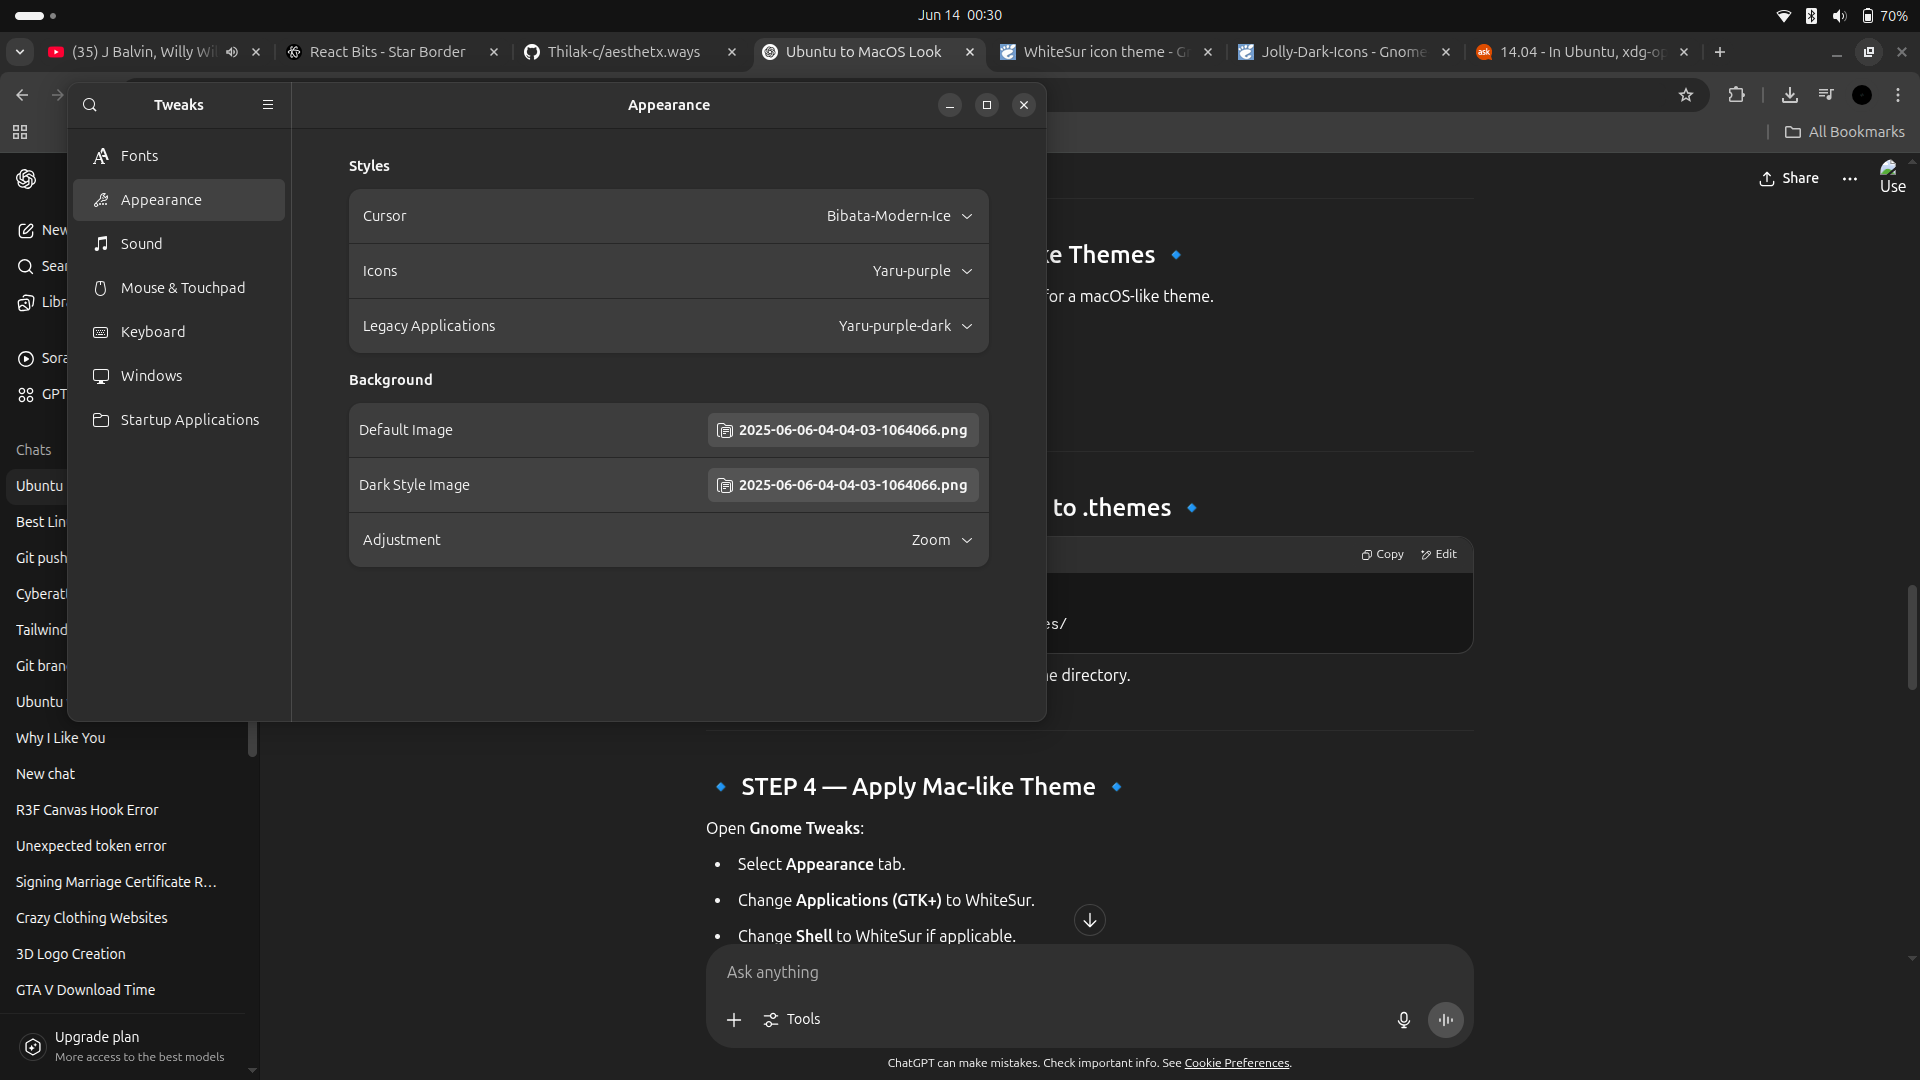 Jun 14 00:30
70%
(35) J Balvin, Willy Wil
React Bits - Star Border
Thilak-c/aesthetx.ways
Ubuntu to MacOS Look
WhiteSur icon theme - Gn
Jolly-Dark-Icons - Gnome
ask
14.04 - In Ubuntu, xdg-op
All Bookmarks
Tweaks
Appearance
Fonts
Appearance
Sound
Mouse & Touchpad
Keyboard
Windows
Startup Applications
Styles
Cursor
Bibata-Modern-Ice
Icons
Yaru-purple
Legacy Applications
Yaru-purple-dark
Background
Default Image
2025-06-06-04-04-03-1064066.png
Dark Style Image
2025-06-06-04-04-03-1064066.png
Adjustment
Zoom
New
Sear
Libra
Sora
GPT
Chats
Ubuntu
Best Lin
Git push
Cyberatt
Tailwind
Git bran
Ubuntu
Why I Like You
New chat
R3F Canvas Hook Error
Unexpected token error
Signing Marriage Certificate R...
Crazy Clothing Websites
3D Logo Creation
GTA V Download Time
Upgrade plan
More access to the best models
Share
Use
ke Themes
for a macOS-like theme.
to .themes
Copy
Edit
es/
ne directory.
STEP 4 — Apply Mac-like Theme
Open Gnome Tweaks:
• Select Appearance tab.
• Change Applications (GTK+) to WhiteSur.
• Change Shell to WhiteSur if applicable.
Ask anything
Tools
ChatGPT can make mistakes. Check important info. See Cookie Preferences.